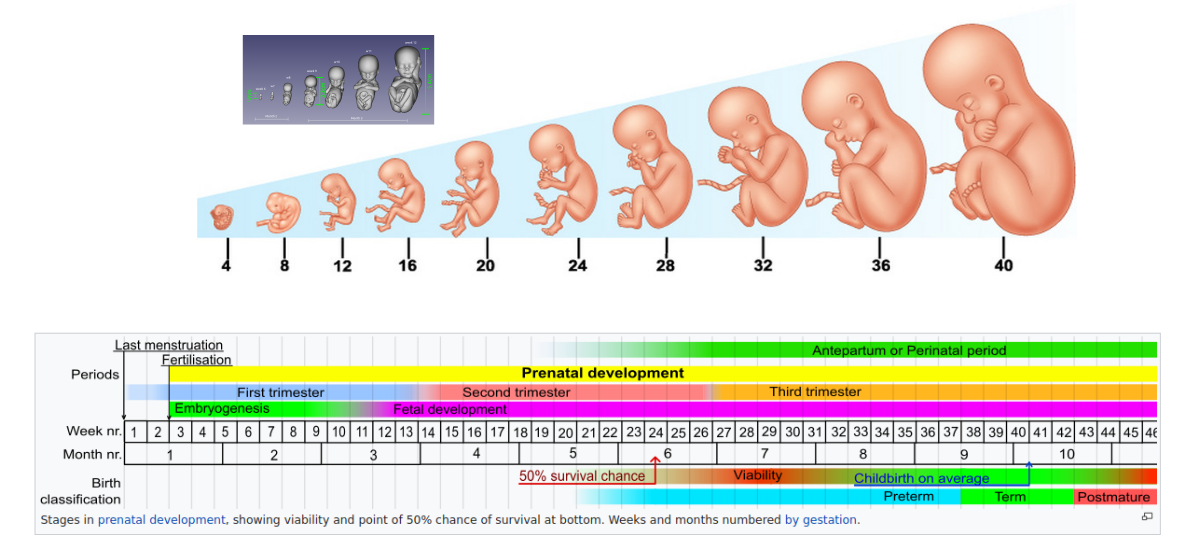 4 8 12 16 20 24 28 32 36 40
Last menstruation
Fertilisation
Antepartum or Perinatal period
Periods
Prenatal development
First trimester Second trimester Third trimester
Embryogenesis Fetal development
Week nr. 1 2 3 4 5 6 7 8 9 10 11 12 13 14 15 16 17 18 19 20 21 22 23 24 25 26 27 28 29 30 31 32 33 34 35 36 37 38 39 40 41 42 43 44 45 46
Month nr. 1 2 3 4 5 6 7 8 9 10
50% survival chance Viability Childbirth on average
Birth
classification
Preterm Term Postmature
Stages in prenatal development, showing viability and point of 50% chance of survival at bottom. Weeks and months numbered by gestation.